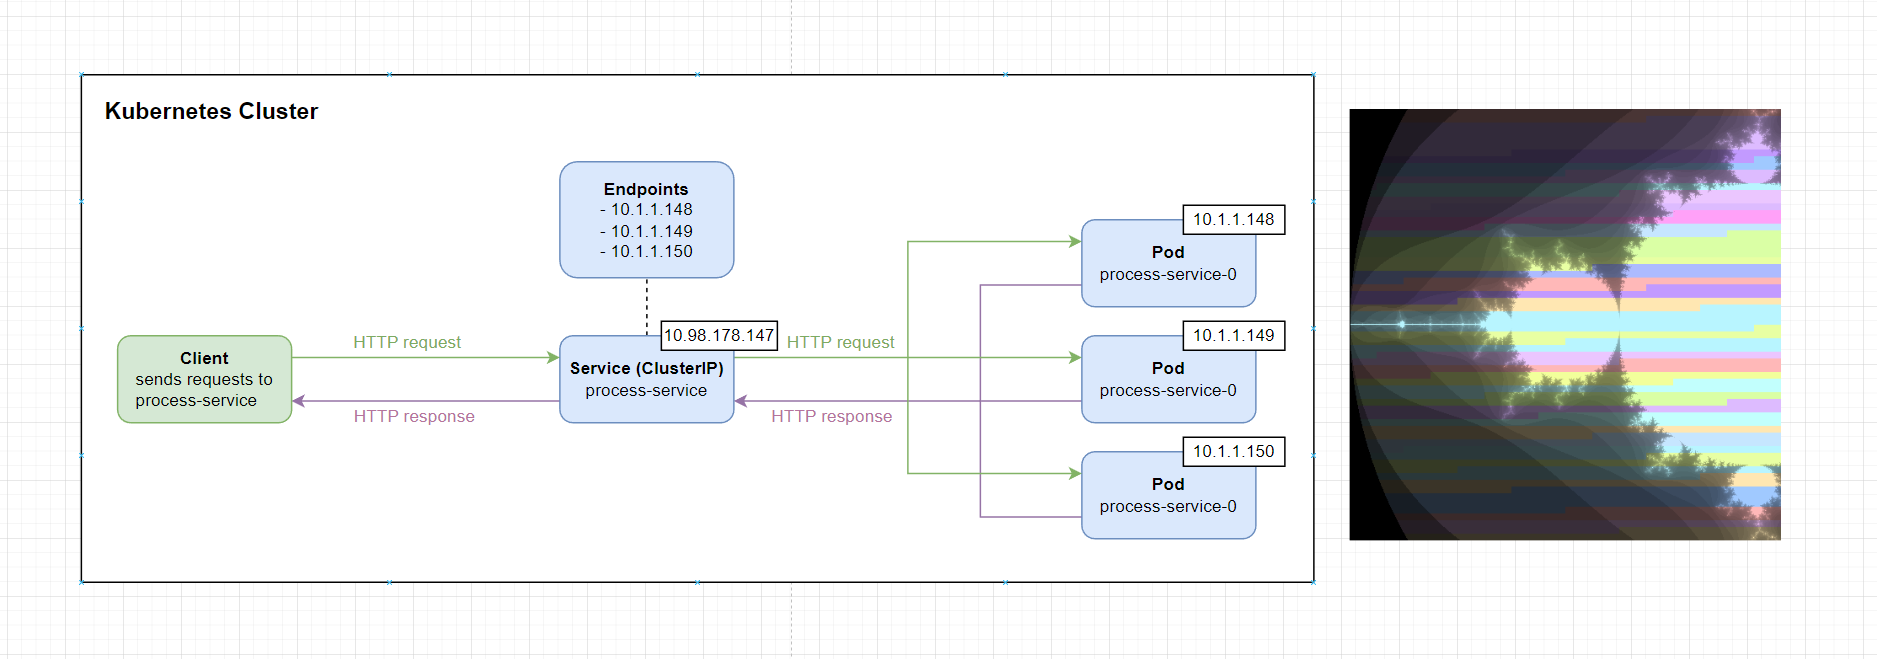 Kubernetes Cluster
Endpoints
- 10.1.1.148
- 10.1.1.149
- 10.1.1.150
Client
sends requests to
process-service
HTTP request
HTTP response
10.98.178.147
Service (ClusterIP)
process-service
HTTP request
HTTP response
10.1.1.148
Pod
process-service-0
10.1.1.149
Pod
process-service-0
10.1.1.150
Pod
process-service-0